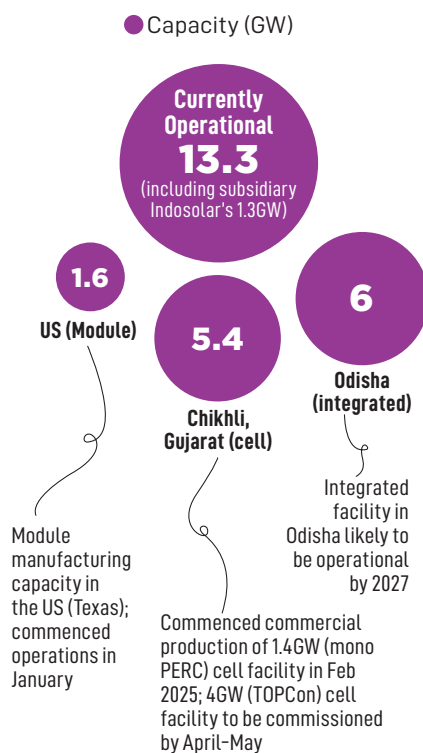 Capacity (GW)
Currently
Operational
13.3
(including subsidiary
Indosolar's 1.3GW)
1.6
US (Module)
5.4
Chikhli,
Gujarat (cell)
6
Odisha
(integrated)
Module
manufacturing
capacity in
the US (Texas);
commenced
operations in
January
Commenced commercial
production of 1.4GW (mono
PERC) cell facility in Feb
2025; 4GW (TOPCon) cell
facility to be commissioned
by April-May
Integrated
facility in
Odisha likely to
be operational
by 2027